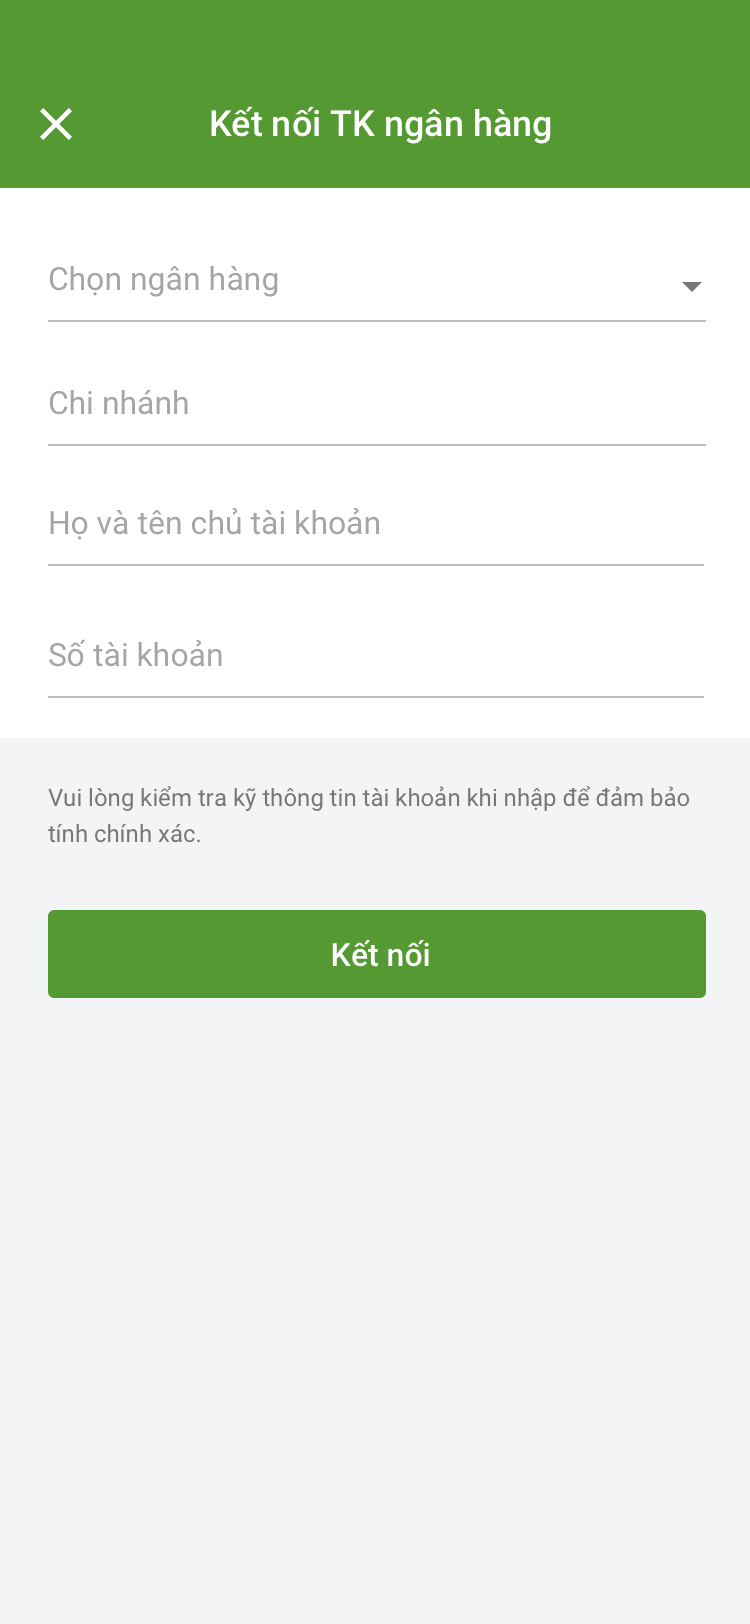 Kết nối TK ngân hàng
Chọn ngân hàng
Chi nhánh
Họ và tên chủ tài khoản
Số tài khoản
Vui lòng kiểm tra kỹ thông tin tài khoản khi nhập để đảm bảo
tính chính xác.
Kết nối